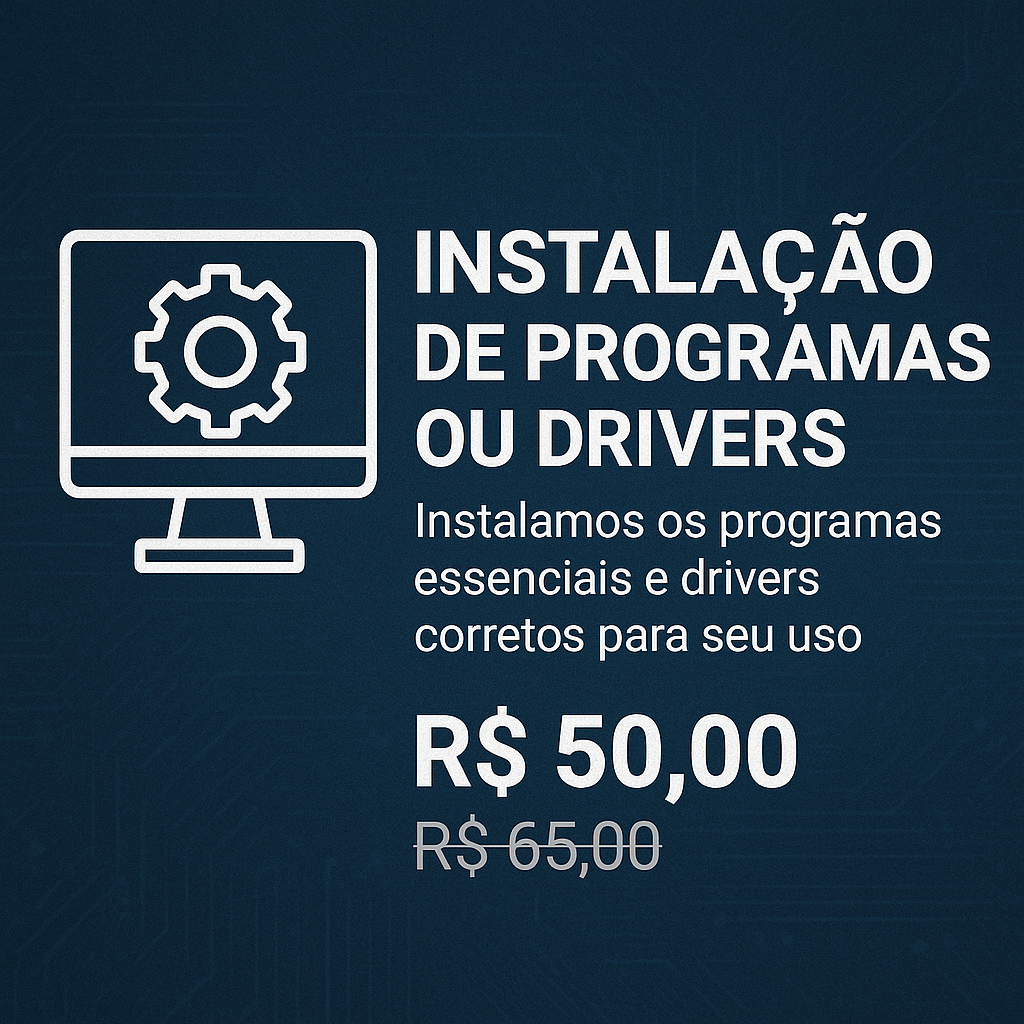 INSTALAÇÃO
DE PROGRAMAS
OU DRIVERS
Instalamos os programas
essenciais e drivers
corretos para seu uso
R$ 50,00
R$ 65,00